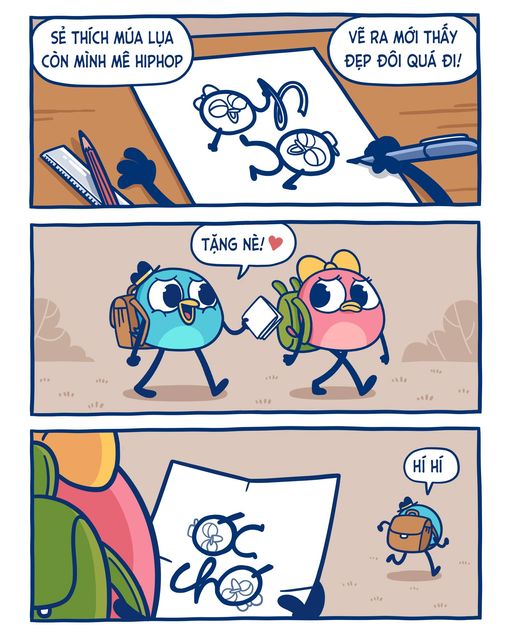 SẺ THÍCH MÚA LỤA
CÒN MÌNH MÊ HIPHOP
VẼ RA MỚI THẤY
ĐẸP ĐÔI QUÁ ĐI!
TẶNG NÈ!
HÍ HÍ
óc
chó